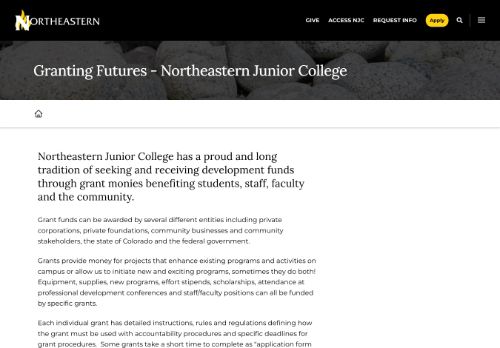 NORTHEASTERN
GIVE ACCESS NJC REQUEST INFO Apply
Granting Futures - Northeastern Junior College
Northeastern Junior College has a proud and long
tradition of seeking and receiving development funds
through grant monies benefiting students, staff, faculty
and the community.
Grant funds can be awarded by several different entities including private
corporations, private foundations, community businesses and community
stakeholders, the state of Colorado and the federal government.
Grants provide money for projects that enhance existing programs and activities on
campus or allow us to initiate new and exciting programs, sometimes they do both!
Equipment, supplies, new programs, effort stipends, scholarships, attendance at
professional development conferences and staff/faculty positions can all be funded
by specific grants.
Each individual grant has detailed instructions, rules and regulations defining how
the grant must be used with accountability procedures and specific deadlines for
grant procedures.  Some grants take a short time to complete as "application form